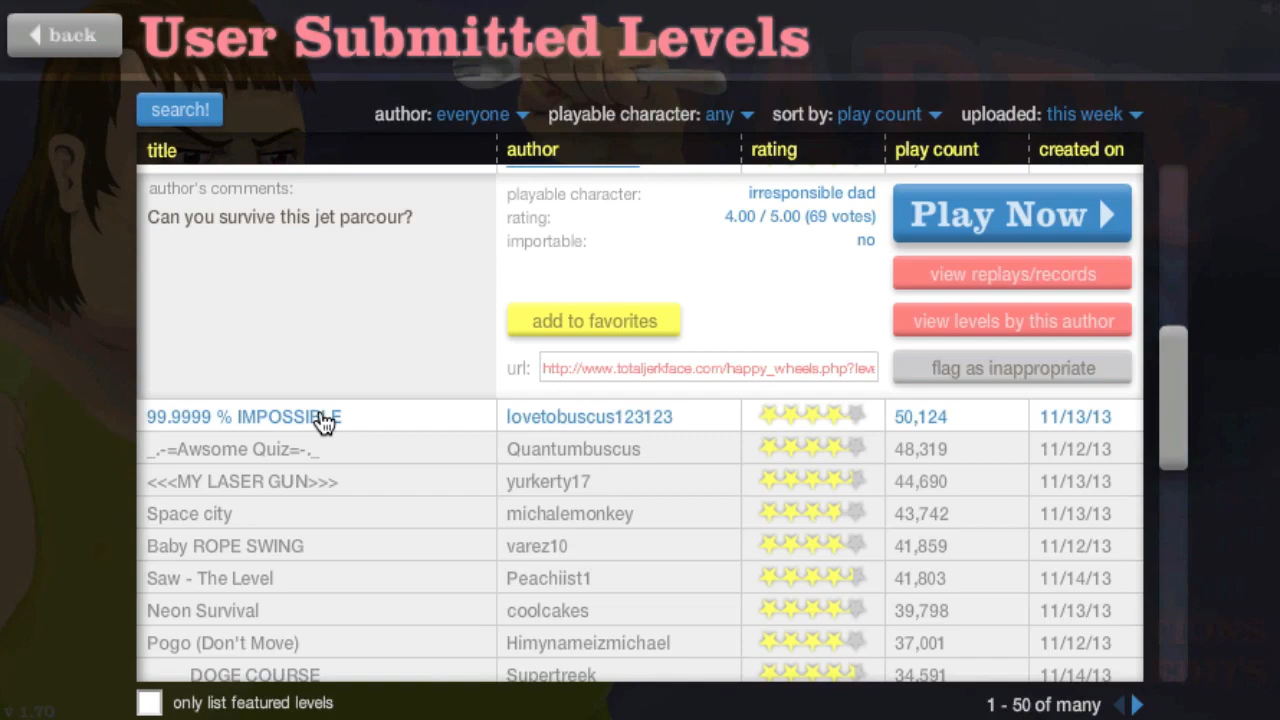 back
User Submitted Levels
search!
author: everyone playable character: any sort by: play count uploaded: this week
title author rating play count created on
author's comments:
Can you survive this jet parcour?
playable character: irresponsible dad
rating: 4.00 / 5.00 (69 votes)
importable: no
add to favorites
url: http://www.totaljerkface.com/happy_wheels.php?leve
Play Now
view replays/records
view levels by this author
flag as inappropriate
99.9999 % IMPOSSIBLE lovetobuscus123123 50,124 11/13/13
_.-=Awsome Quiz=-._ Quantumbuscus 48,319 11/12/13
<<<MY LASER GUN>>> yurkerty17 44,690 11/13/13
Space city michalemonkey 43,742 11/13/13
Baby ROPE SWING varez10 41,859 11/12/13
Saw - The Level Peachiist1 41,803 11/14/13
Neon Survival coolcakes 39,798 11/13/13
Pogo (Don't Move) Himynameizmichael 37,001 11/12/13
DOGE COURSE Supertreek 34,591 11/14/13
only list featured levels 1 - 50 of many
v 1.70